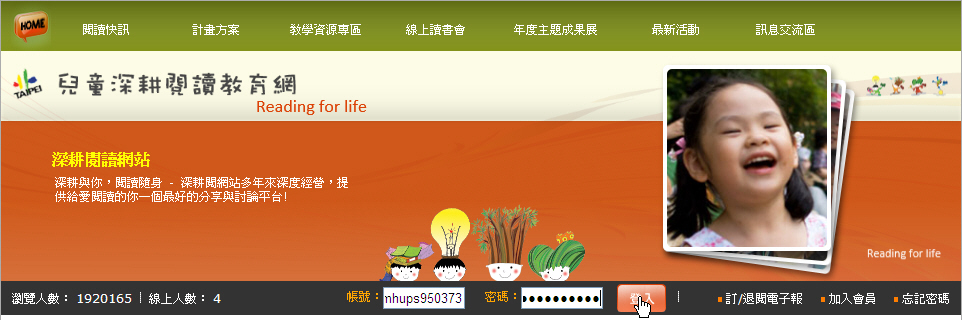 HOME 閱讀快訊 計畫方案 教學資源專區 線上讀書會 年度主題成果展 最新活動 訊息交流區
TAIPEI 兒童深耕閱讀教育網
Reading for life
深耕閱讀網站
深耕與你，閱讀隨身 - 深耕閱網站多年來深度經營，提
供給愛閱讀的你一個最好的分享與討論平台!
Reading for life
瀏覽人數： 1920165 | 線上人數： 4 帳號： nhups950373 密碼： ●●●●●●●●●● 登入 | 訂/退閱電子報 加入會員 忘記密碼